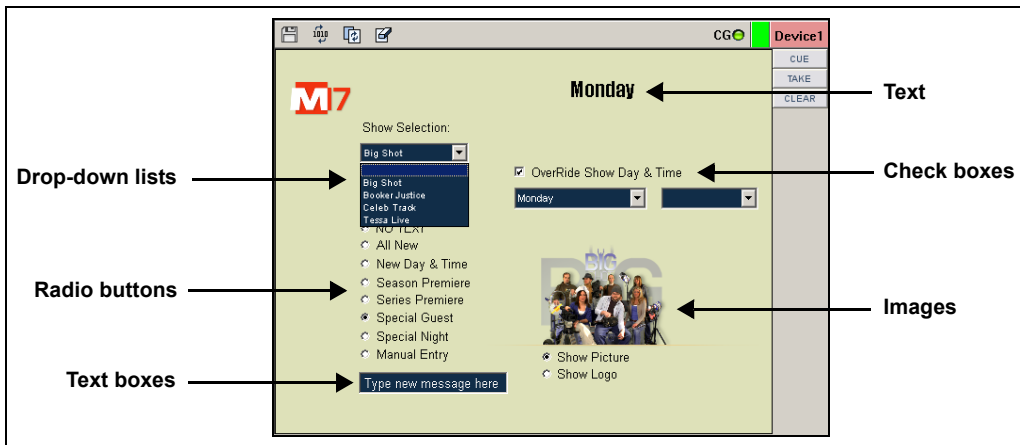 1010
CG
Device1
CUE
TAKE
CLEAR
M7
Monday
Text
Show Selection:
Big Shot
Drop-down lists
Big Shot
Booker Justice
Celeb Track
Tessa Live
OverRide Show Day & Time
Check boxes
Monday
NO TEXT
All New
New Day & Time
Season Premiere
Series Premiere
Special Guest
Special Night
Manual Entry
Radio buttons
BIG
BIG
Images
Show Picture
Show Logo
Text boxes
Type new message here